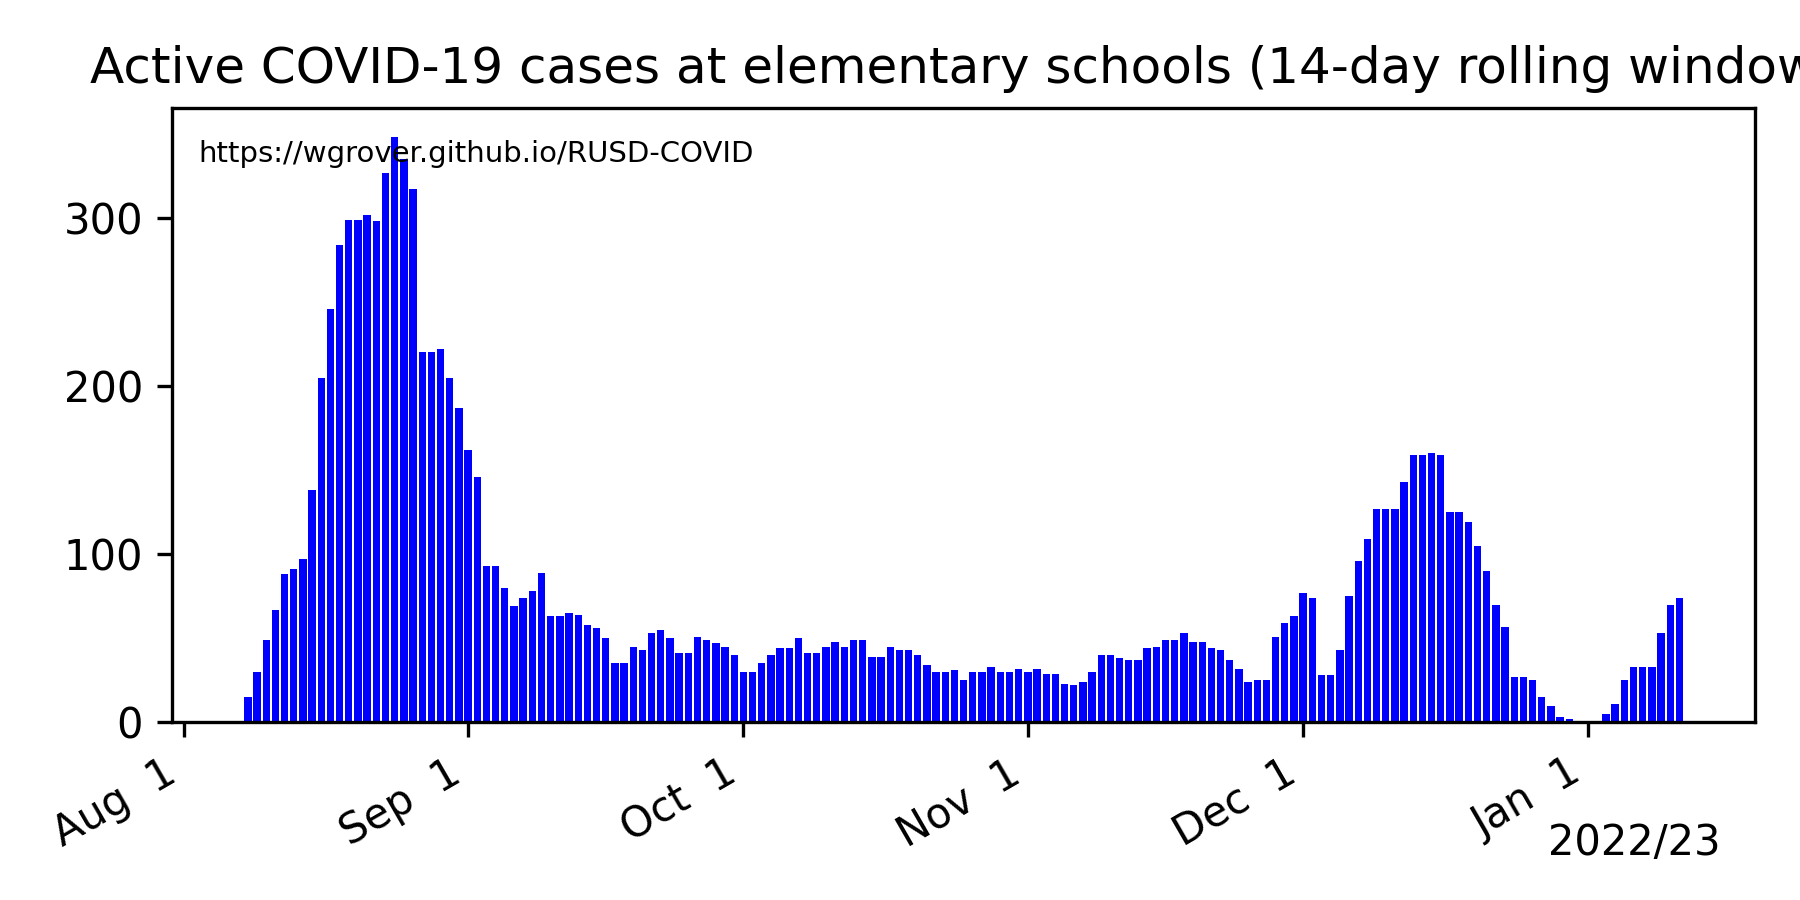 Active COVID-19 cases at elementary schools (14-day rolling window
https://wgrover.github.io/RUSD-COVID
300
200
100
0
Aug 1
Sep 1
Oct 1
Nov 1
Dec 1
Jan 1
2022/23